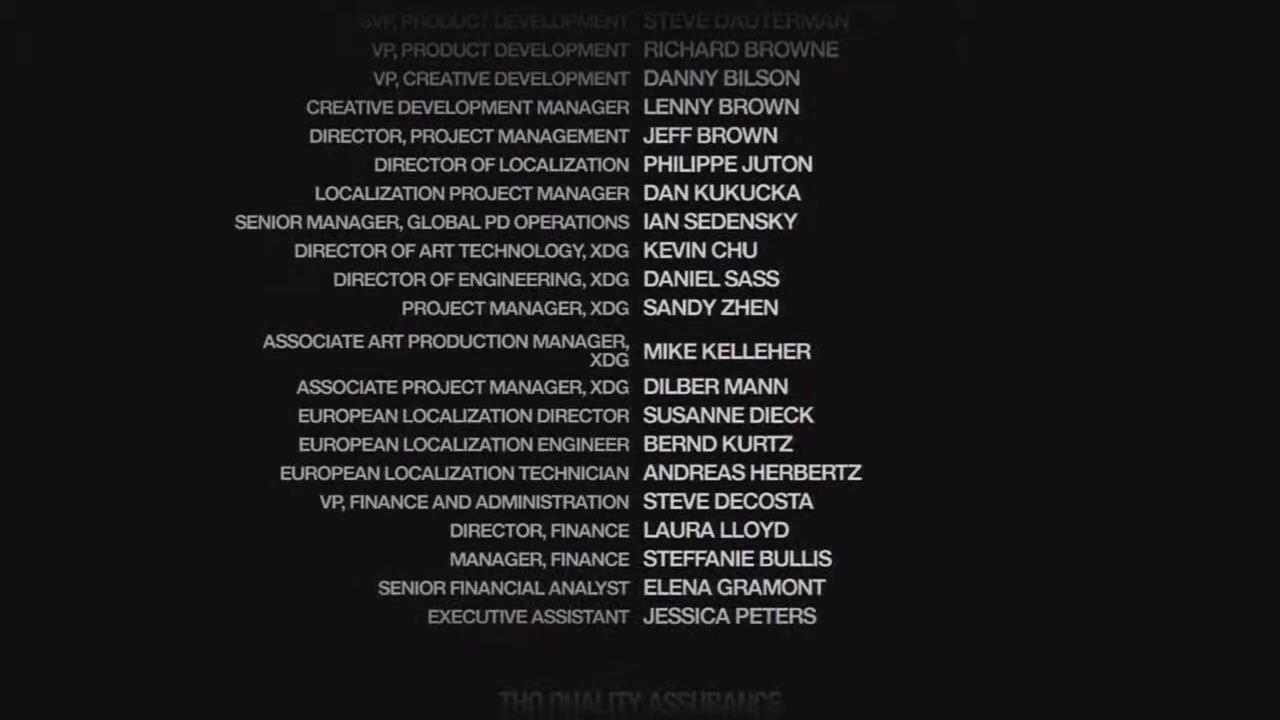 SVP, PRODUCT DEVELOPMENT STEVE DAUTERMAN
VP, PRODUCT DEVELOPMENT RICHARD BROWNE
VP, CREATIVE DEVELOPMENT DANNY BILSON
CREATIVE DEVELOPMENT MANAGER LENNY BROWN
DIRECTOR, PROJECT MANAGEMENT JEFF BROWN
DIRECTOR OF LOCALIZATION PHILIPPE JUTON
LOCALIZATION PROJECT MANAGER DAN KUKUCKA
SENIOR MANAGER, GLOBAL PD OPERATIONS IAN SEDENSKY
DIRECTOR OF ART TECHNOLOGY, XDG KEVIN CHU
DIRECTOR OF ENGINEERING, XDG DANIEL SASS
PROJECT MANAGER, XDG SANDY ZHEN
ASSOCIATE ART PRODUCTION MANAGER,
XDG MIKE KELLEHER
ASSOCIATE PROJECT MANAGER, XDG DILBER MANN
EUROPEAN LOCALIZATION DIRECTOR SUSANNE DIECK
EUROPEAN LOCALIZATION ENGINEER BERND KURTZ
EUROPEAN LOCALIZATION TECHNICIAN ANDREAS HERBERTZ
VP, FINANCE AND ADMINISTRATION STEVE DECOSTA
DIRECTOR, FINANCE LAURA LLOYD
MANAGER, FINANCE STEFFANIE BULLIS
SENIOR FINANCIAL ANALYST ELENA GRAMONT
EXECUTIVE ASSISTANT JESSICA PETERS
THQ QUALITY ASSURANCE